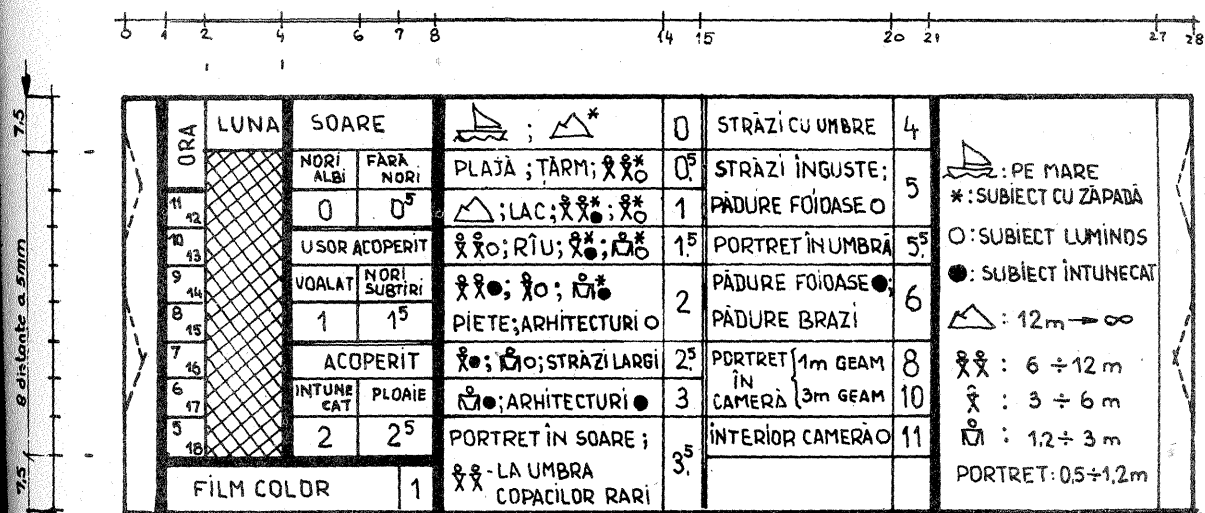 0 1 2 4 6 7 8 14 15 20 21 27 28
7,5
8 distanțe a 5mm
7,5
ORA
LUNA
11 12
10 13
9 14
8 15
7 16
6 17
5 18
SOARE
NORI ALBI
FĂRĂ NORI
0
0⁵
USOR ACOPERIT
VOALAT
NORI SUBTIRI
1
1⁵
ACOPERIT
INTUNE CAT
PLOAIE
2
2⁵
FILM COLOR 1
; * 0
PLAJĂ ; ȚĂRM; * O 0⁵.
; LAC; * ●; * O 1
O; RÎU; * ●; * O 1⁵.
●; O; * ●
PIETE; ARHITECTURI O
2
●; O; STRĂZI LARGI 2⁵.
●; ARHITECTURI ● 3
PORTRET ÎN SOARE ;
- LA UMBRA
COPACILOR RARI
3⁵.
STRĂZI CU UMBRE 4
STRĂZI ÎNGUSTE;
PĂDURE FOIOASE O
5
PORTRET ÎN UMBRĂ 5⁵.
PĂDURE FOIOASE ●;
PĂDURE BRAZI
6
PORTRET ÎN CAMERĂ
1m GEAM 8
3m GEAM 10
INTERIOR CAMERĂ O 11
: PE MARE
* : SUBIECT CU ZĂPADĂ
O : SUBIECT LUMINOS
● : SUBIECT ÎNTUNECAT
: 12m → ∞
: 6 ÷ 12 m
: 3 ÷ 6 m
: 1,2 ÷ 3 m
PORTRET: 0,5÷1,2m